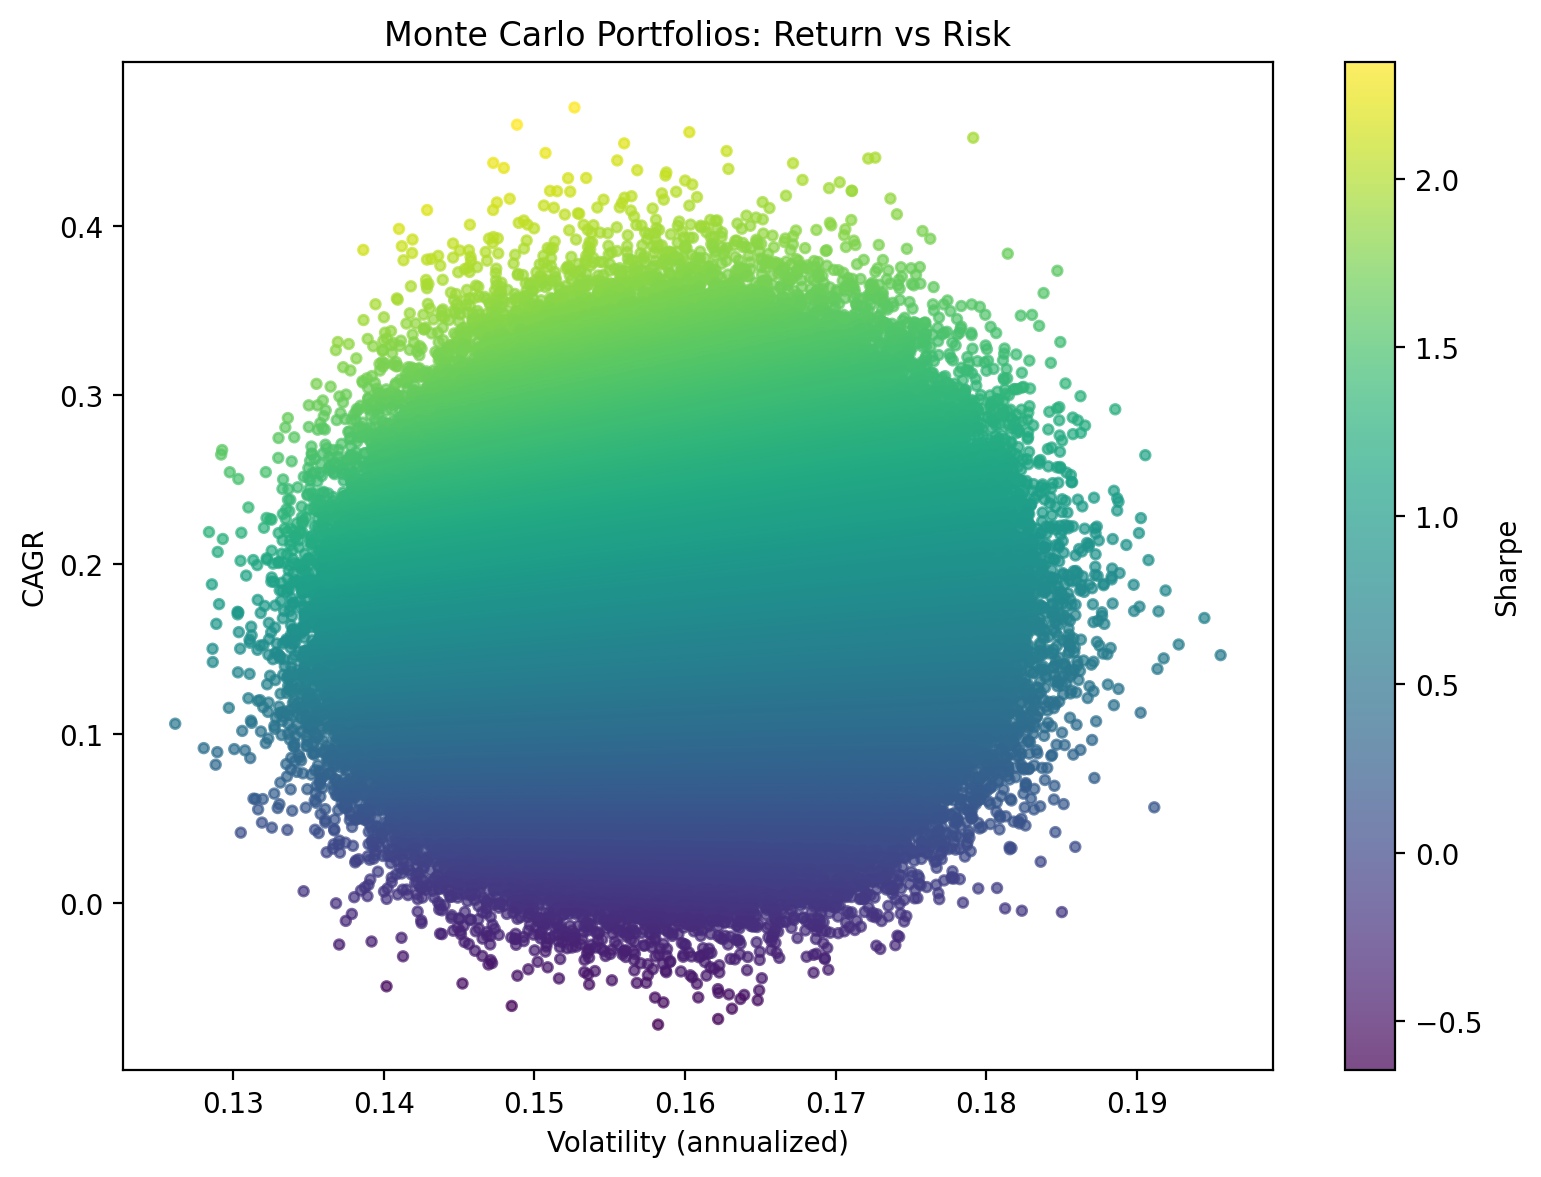 Monte Carlo Portfolios: Return vs Risk
CAGR
0.4
0.3
0.2
0.1
0.0
0.13 0.14 0.15 0.16 0.17 0.18 0.19
Volatility (annualized)
2.0
1.5
1.0
0.5
0.0
−0.5
Sharpe